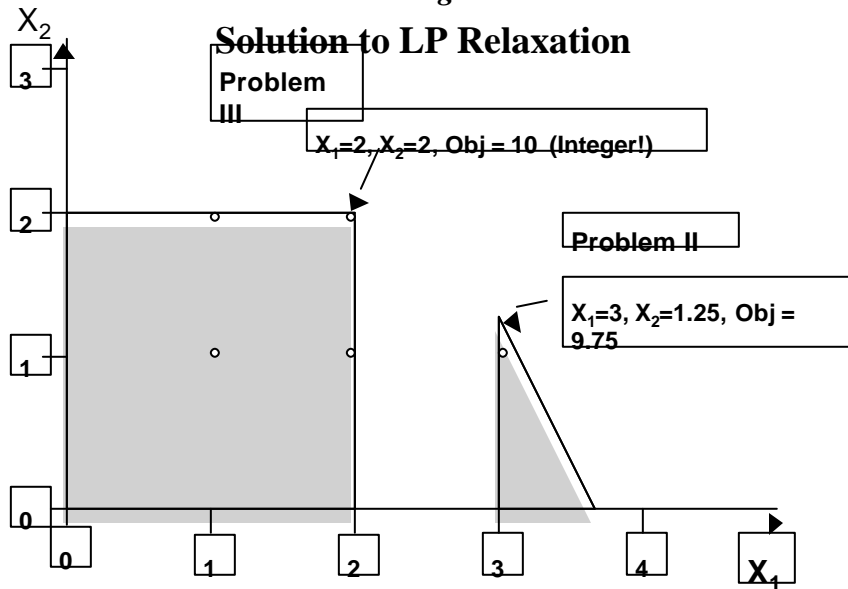 Solution to LP Relaxation
X₂
3
Problem
III
X₁=2, X₂=2, Obj = 10 (Integer!)
2
Problem II
X₁=3, X₂=1.25, Obj =
9.75
1
0
0
1
2
3
4
X₁